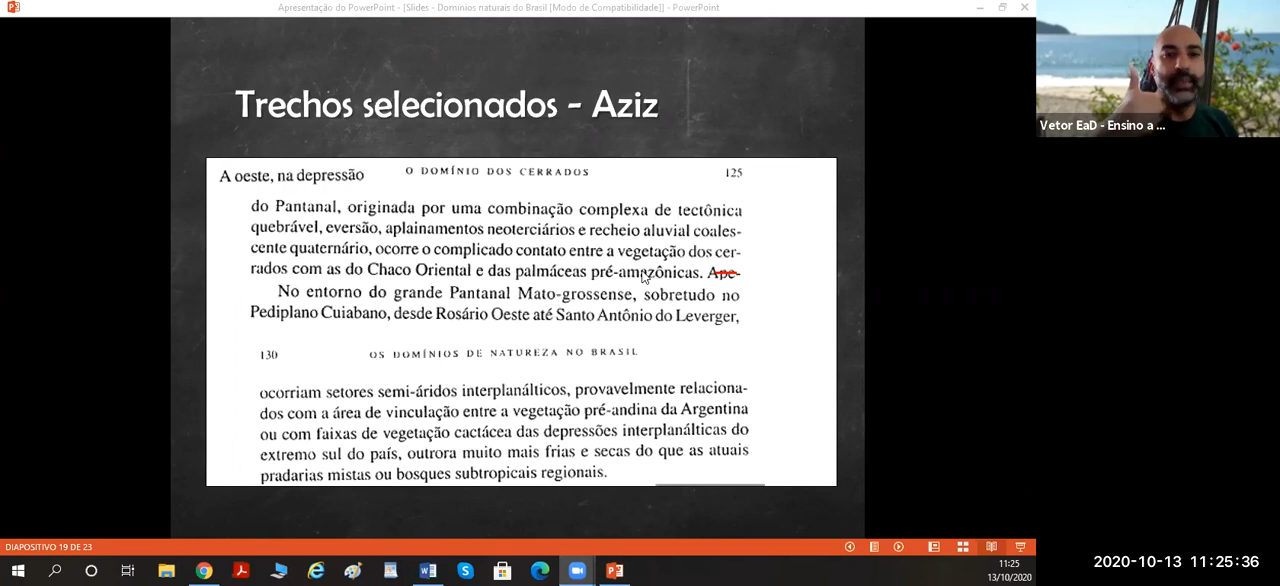 Apresentação do PowerPoint - [Slides - Domínios naturais do Brasil [Modo de Compatibilidade]] - PowerPoint
Trechos selecionados - Aziz
A oeste, na depressão
O DOMÍNIO DOS CERRADOS 125
do Pantanal, originada por uma combinação complexa de tectônica
quebrável, eversão, aplainamentos neoterciários e recheio aluvial coales-
cente quaternário, ocorre o complicado contato entre a vegetação dos cer-
rados com as do Chaco Oriental e das palmáceas pré-amazônicas. Ape-
No entorno do grande Pantanal Mato-grossense, sobretudo no
Pediplano Cuiabano, desde Rosário Oeste até Santo Antônio do Leverger,
130 OS DOMÍNIOS DE NATUREZA NO BRASIL
ocorriam setores semi-áridos interplanálticos, provavelmente relaciona-
dos com a área de vinculação entre a vegetação pré-andina da Argentina
ou com faixas de vegetação cactácea das depressões interplanálticas do
extremo sul do país, outrora muito mais frias e secas do que as atuais
pradarias mistas ou bosques subtropicais regionais.
Vetor EaD - Ensino a ...
DIAPOSITIVO 19 DE 23
11:25
13/10/2020
2020-10-13 11:25:36